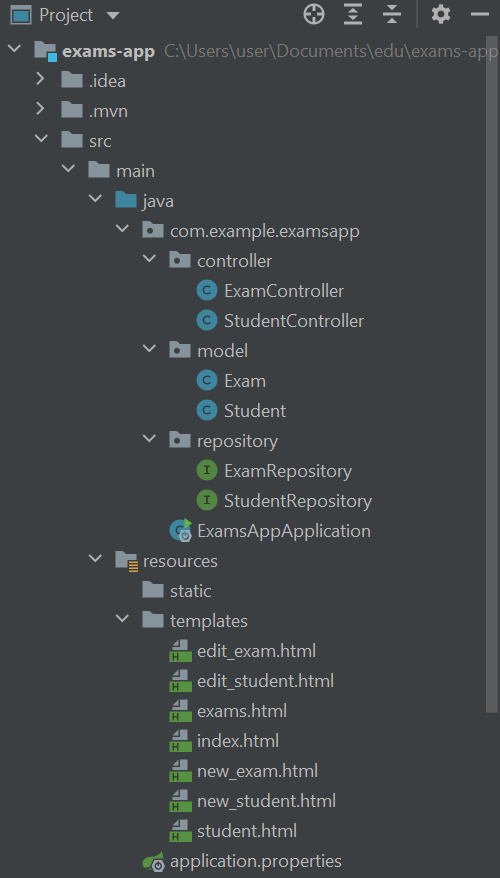 Project
exams-app C:\Users\user\Documents\edu\exams-app
.idea
.mvn
src
main
java
com.example.examsapp
controller
C ExamController
C StudentController
model
C Exam
C Student
repository
I ExamRepository
I StudentRepository
ExamsAppApplication
resources
static
templates
H edit_exam.html
H edit_student.html
H exams.html
H index.html
H new_exam.html
H new_student.html
H student.html
application.properties